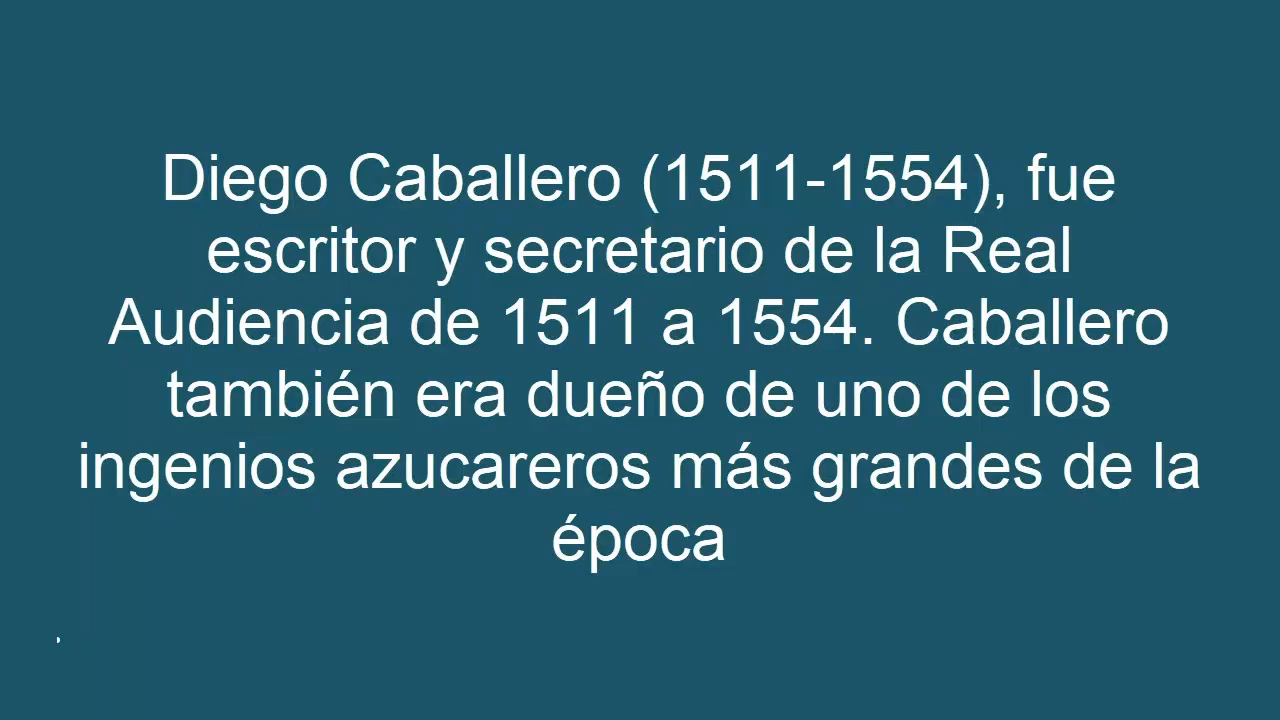 Diego Caballero (1511-1554), fue
escritor y secretario de la Real
Audiencia de 1511 a 1554. Caballero
también era dueño de uno de los
ingenios azucareros más grandes de la
época